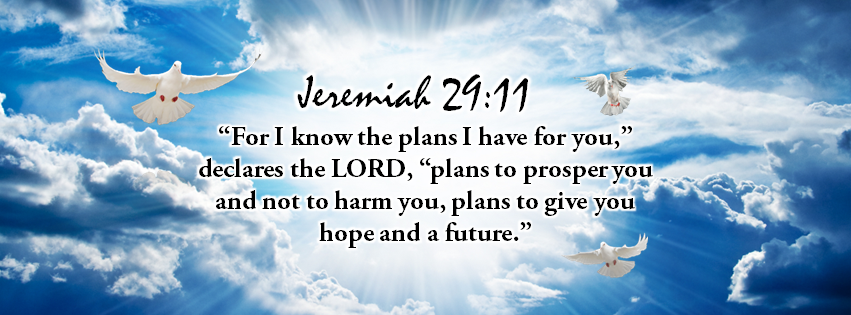 Jeremiah 29:11
“For I know the plans I have for you,”
declares the LORD, “plans to prosper you
and not to harm you, plans to give you
hope and a future.”